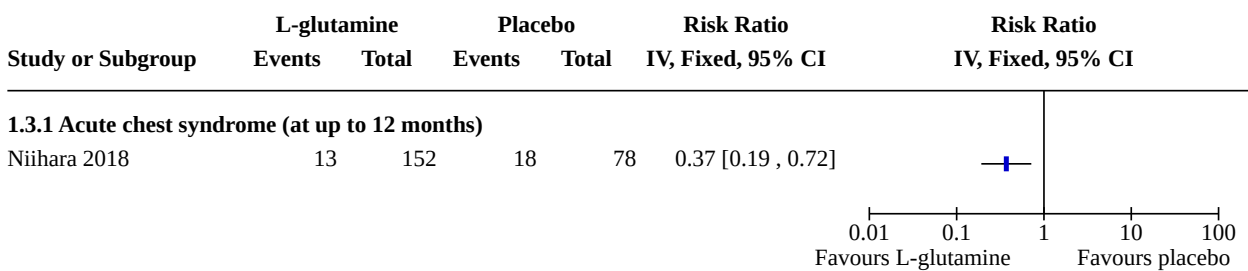 L-glutamine Placebo Risk Ratio Risk Ratio
Study or Subgroup Events Total Events Total IV, Fixed, 95% CI IV, Fixed, 95% CI
1.3.1 Acute chest syndrome (at up to 12 months)
Niihara 2018 13 152 18 78 0.37 [0.19 , 0.72]
0.01 0.1 1 10 100
Favours L-glutamine Favours placebo